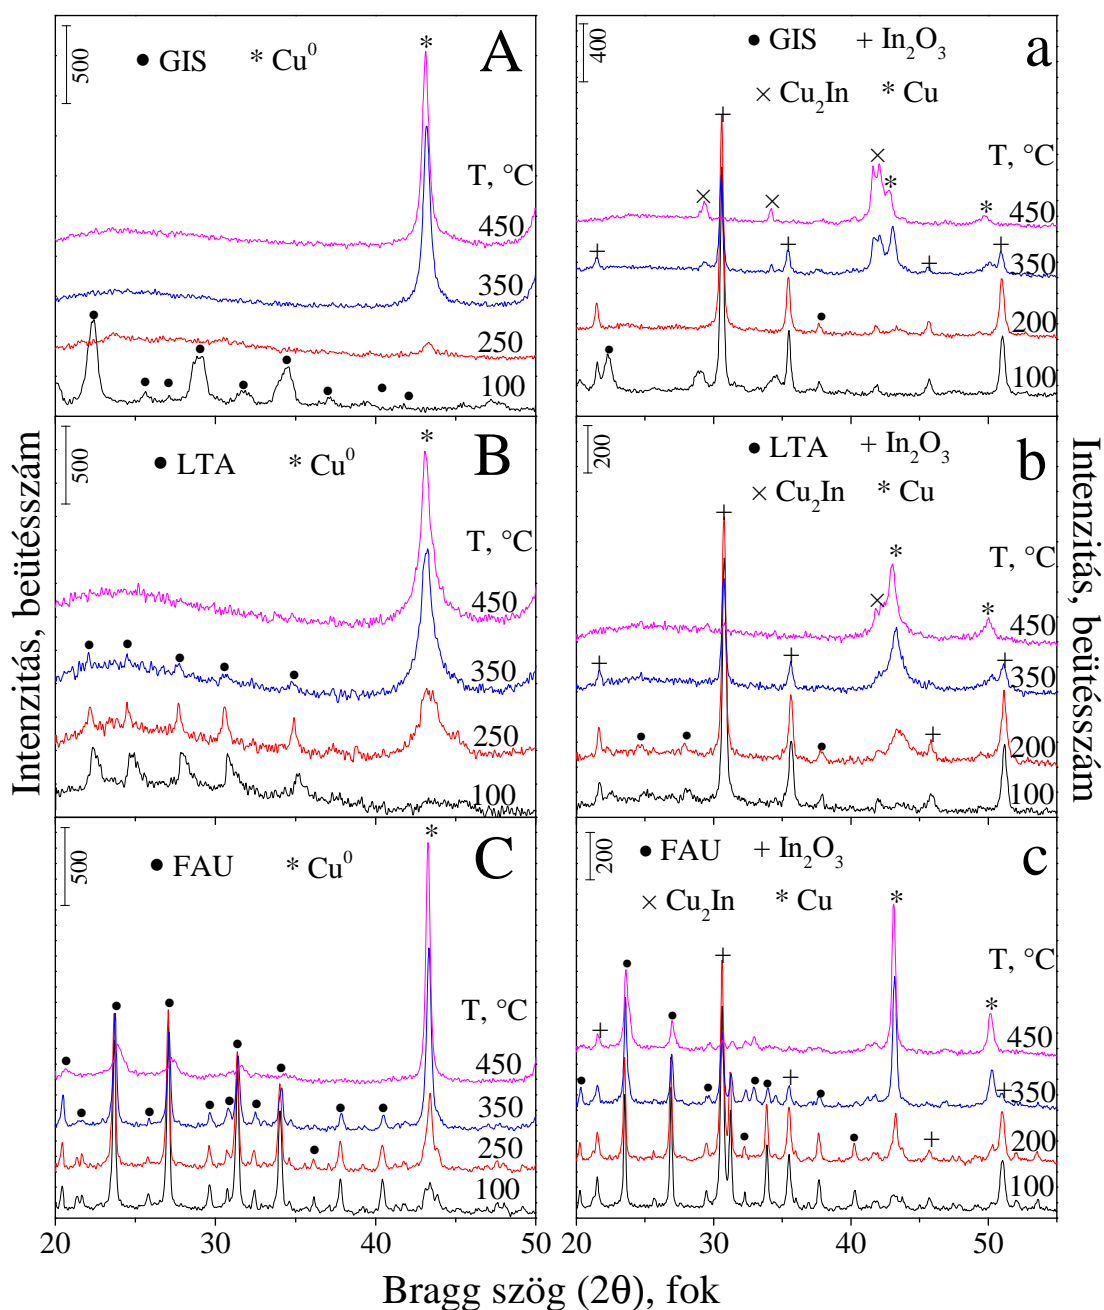 500
● GIS * Cu⁰
A
T, °C
450
350
250
100
400
● GIS + In₂O₃
a
× Cu₂In * Cu
T, °C
450
350
200
100
500
● LTA * Cu⁰
B
T, °C
450
350
250
100
200
● LTA + In₂O₃
b
× Cu₂In * Cu
T, °C
450
350
200
100
500
● FAU * Cu⁰
C
T, °C
450
350
250
100
20 30 40 50
200
● FAU + In₂O₃
c
× Cu₂In * Cu
T, °C
450
350
200
100
20 30 40 50
Intenzitás, beütésszám
Intenzitás, beütésszám
Bragg szög (2θ), fok